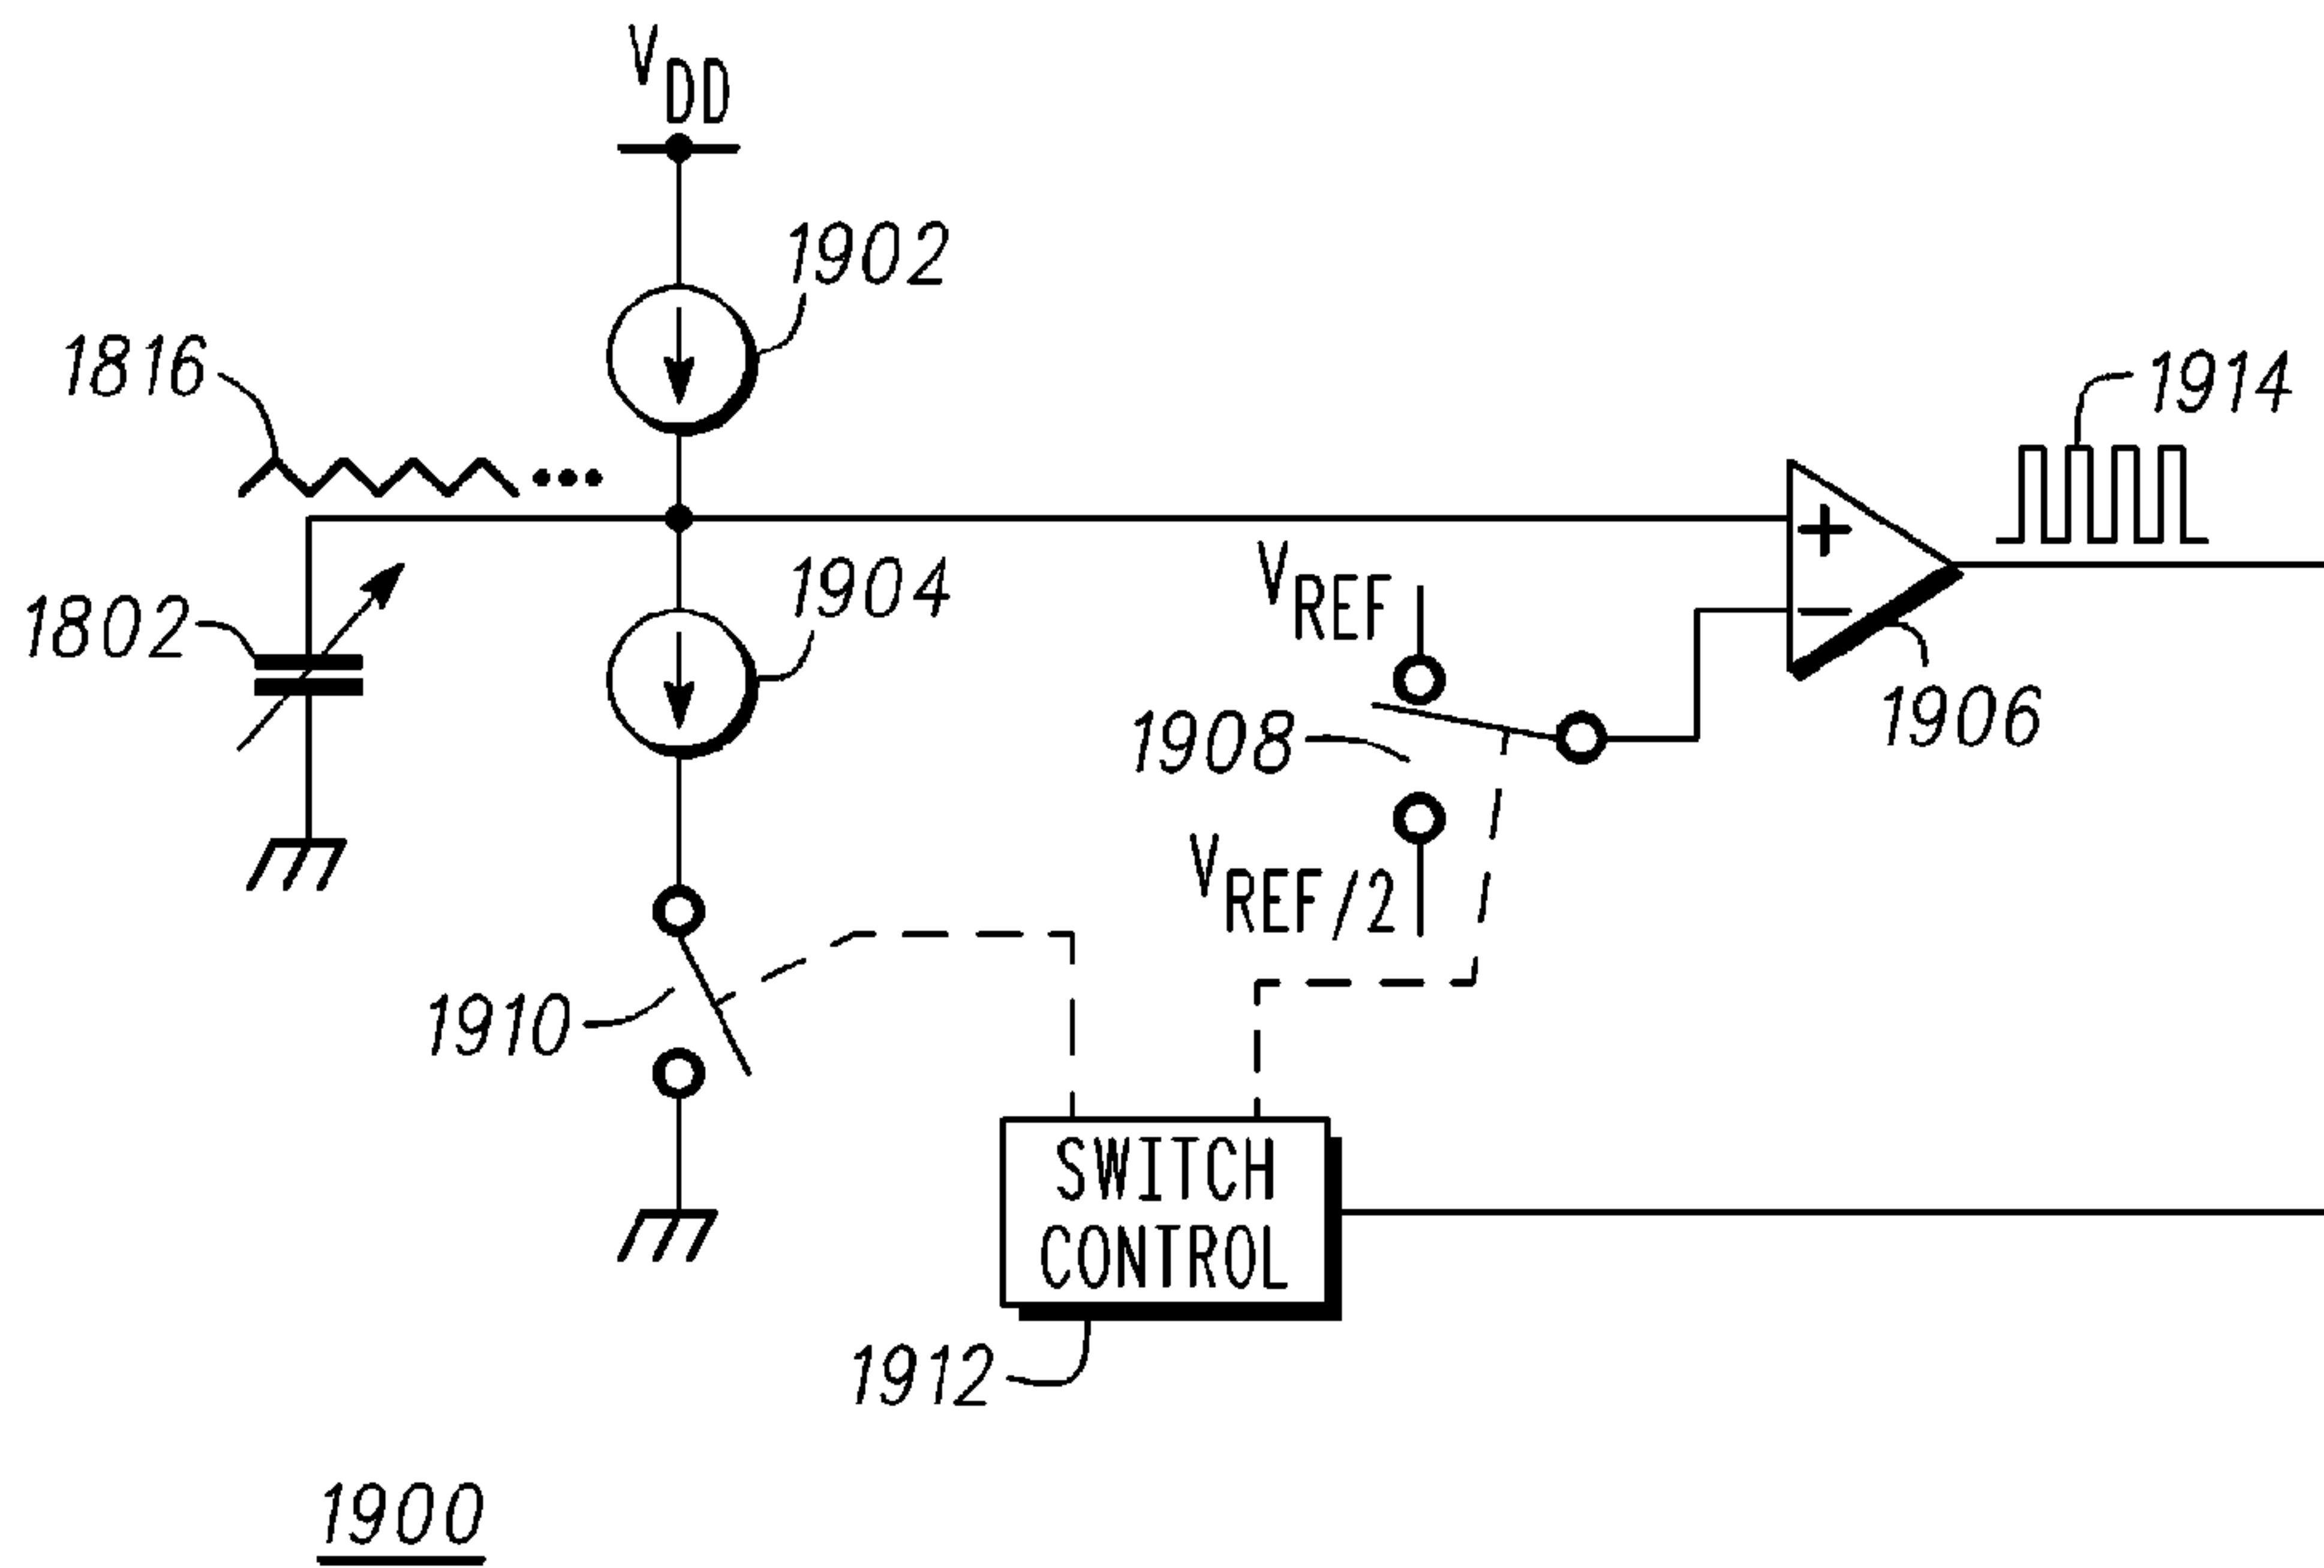 VDD
1902
1816
1914
+
1904
VREF
1802
−
1906
1908
VREF/2
1910
SWITCH
CONTROL
1912
1900